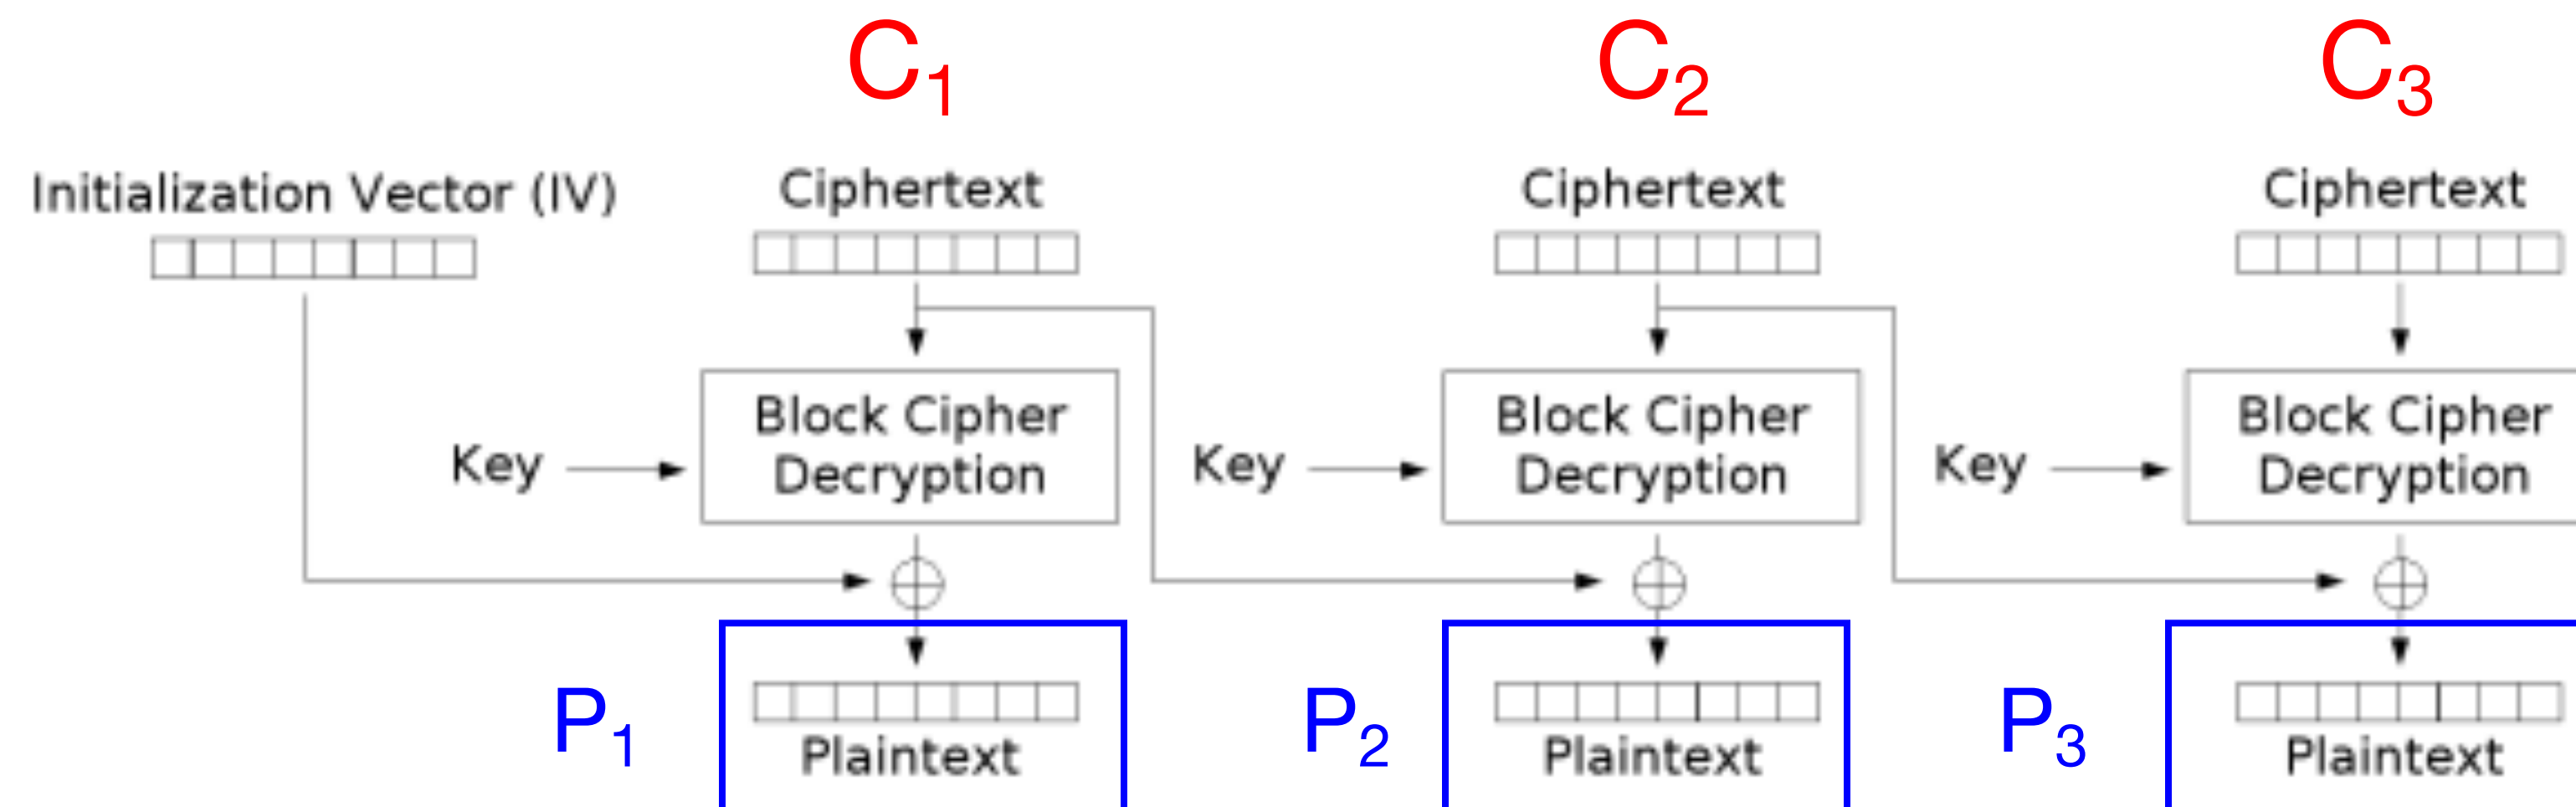 C1
C2
C3
Initialization Vector (IV)
Ciphertext
Ciphertext
Ciphertext
Key
Block Cipher
Decryption
Key
Block Cipher
Decryption
Key
Block Cipher
Decryption
P1
Plaintext
P2
Plaintext
P3
Plaintext